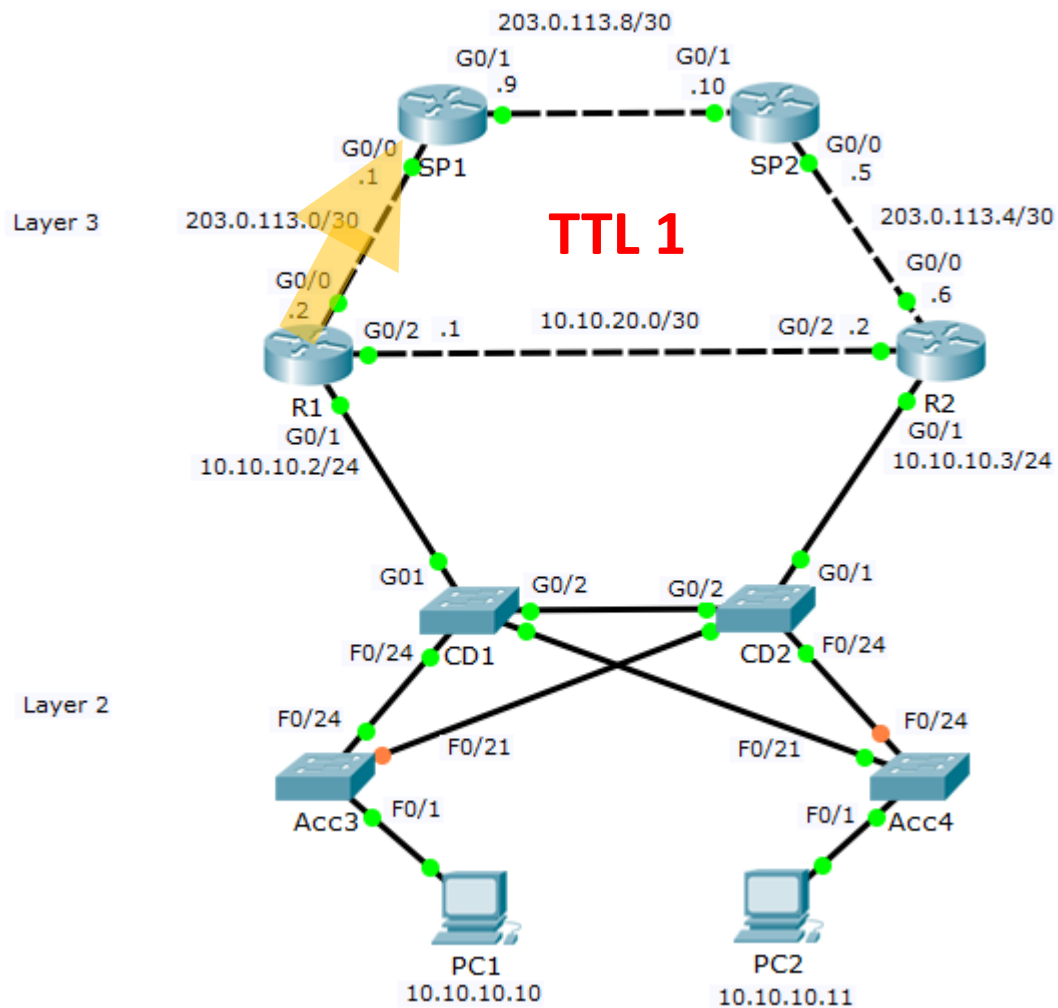 203.0.113.8/30
G0/1
.9
G0/1
.10
G0/0
.1
SP1
SP2
G0/0
.5
Layer 3
203.0.113.0/30
TTL 1
203.0.113.4/30
G0/0
.2
G0/0
.6
G0/2 .1
10.10.20.0/30
G0/2 .2
R1
R2
G0/1
10.10.10.2/24
G0/1
10.10.10.3/24
G01
G0/2
G0/2
G0/1
CD1
CD2
F0/24
F0/24
Layer 2
F0/24
F0/21
F0/21
F0/24
Acc3
F0/1
F0/1
Acc4
PC1
10.10.10.10
PC2
10.10.10.11